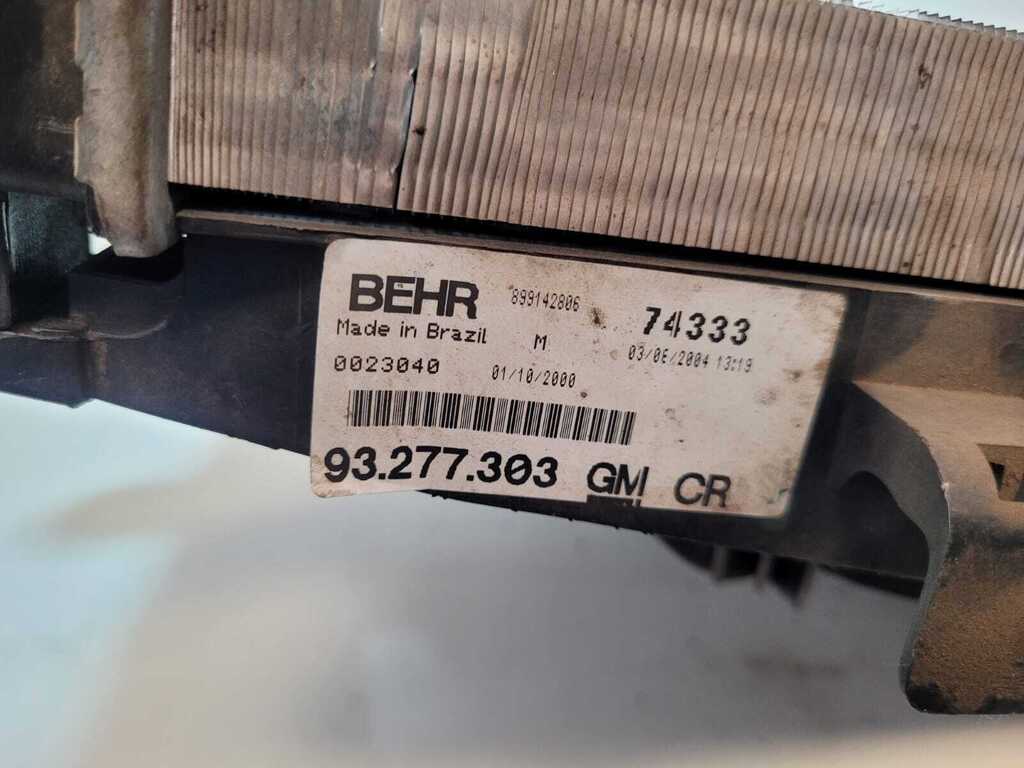 BEHR 899142806 74333
Made in Brazil M 03/08/2004 13:19
0023040 01/10/2000
93.277.303 GM CR